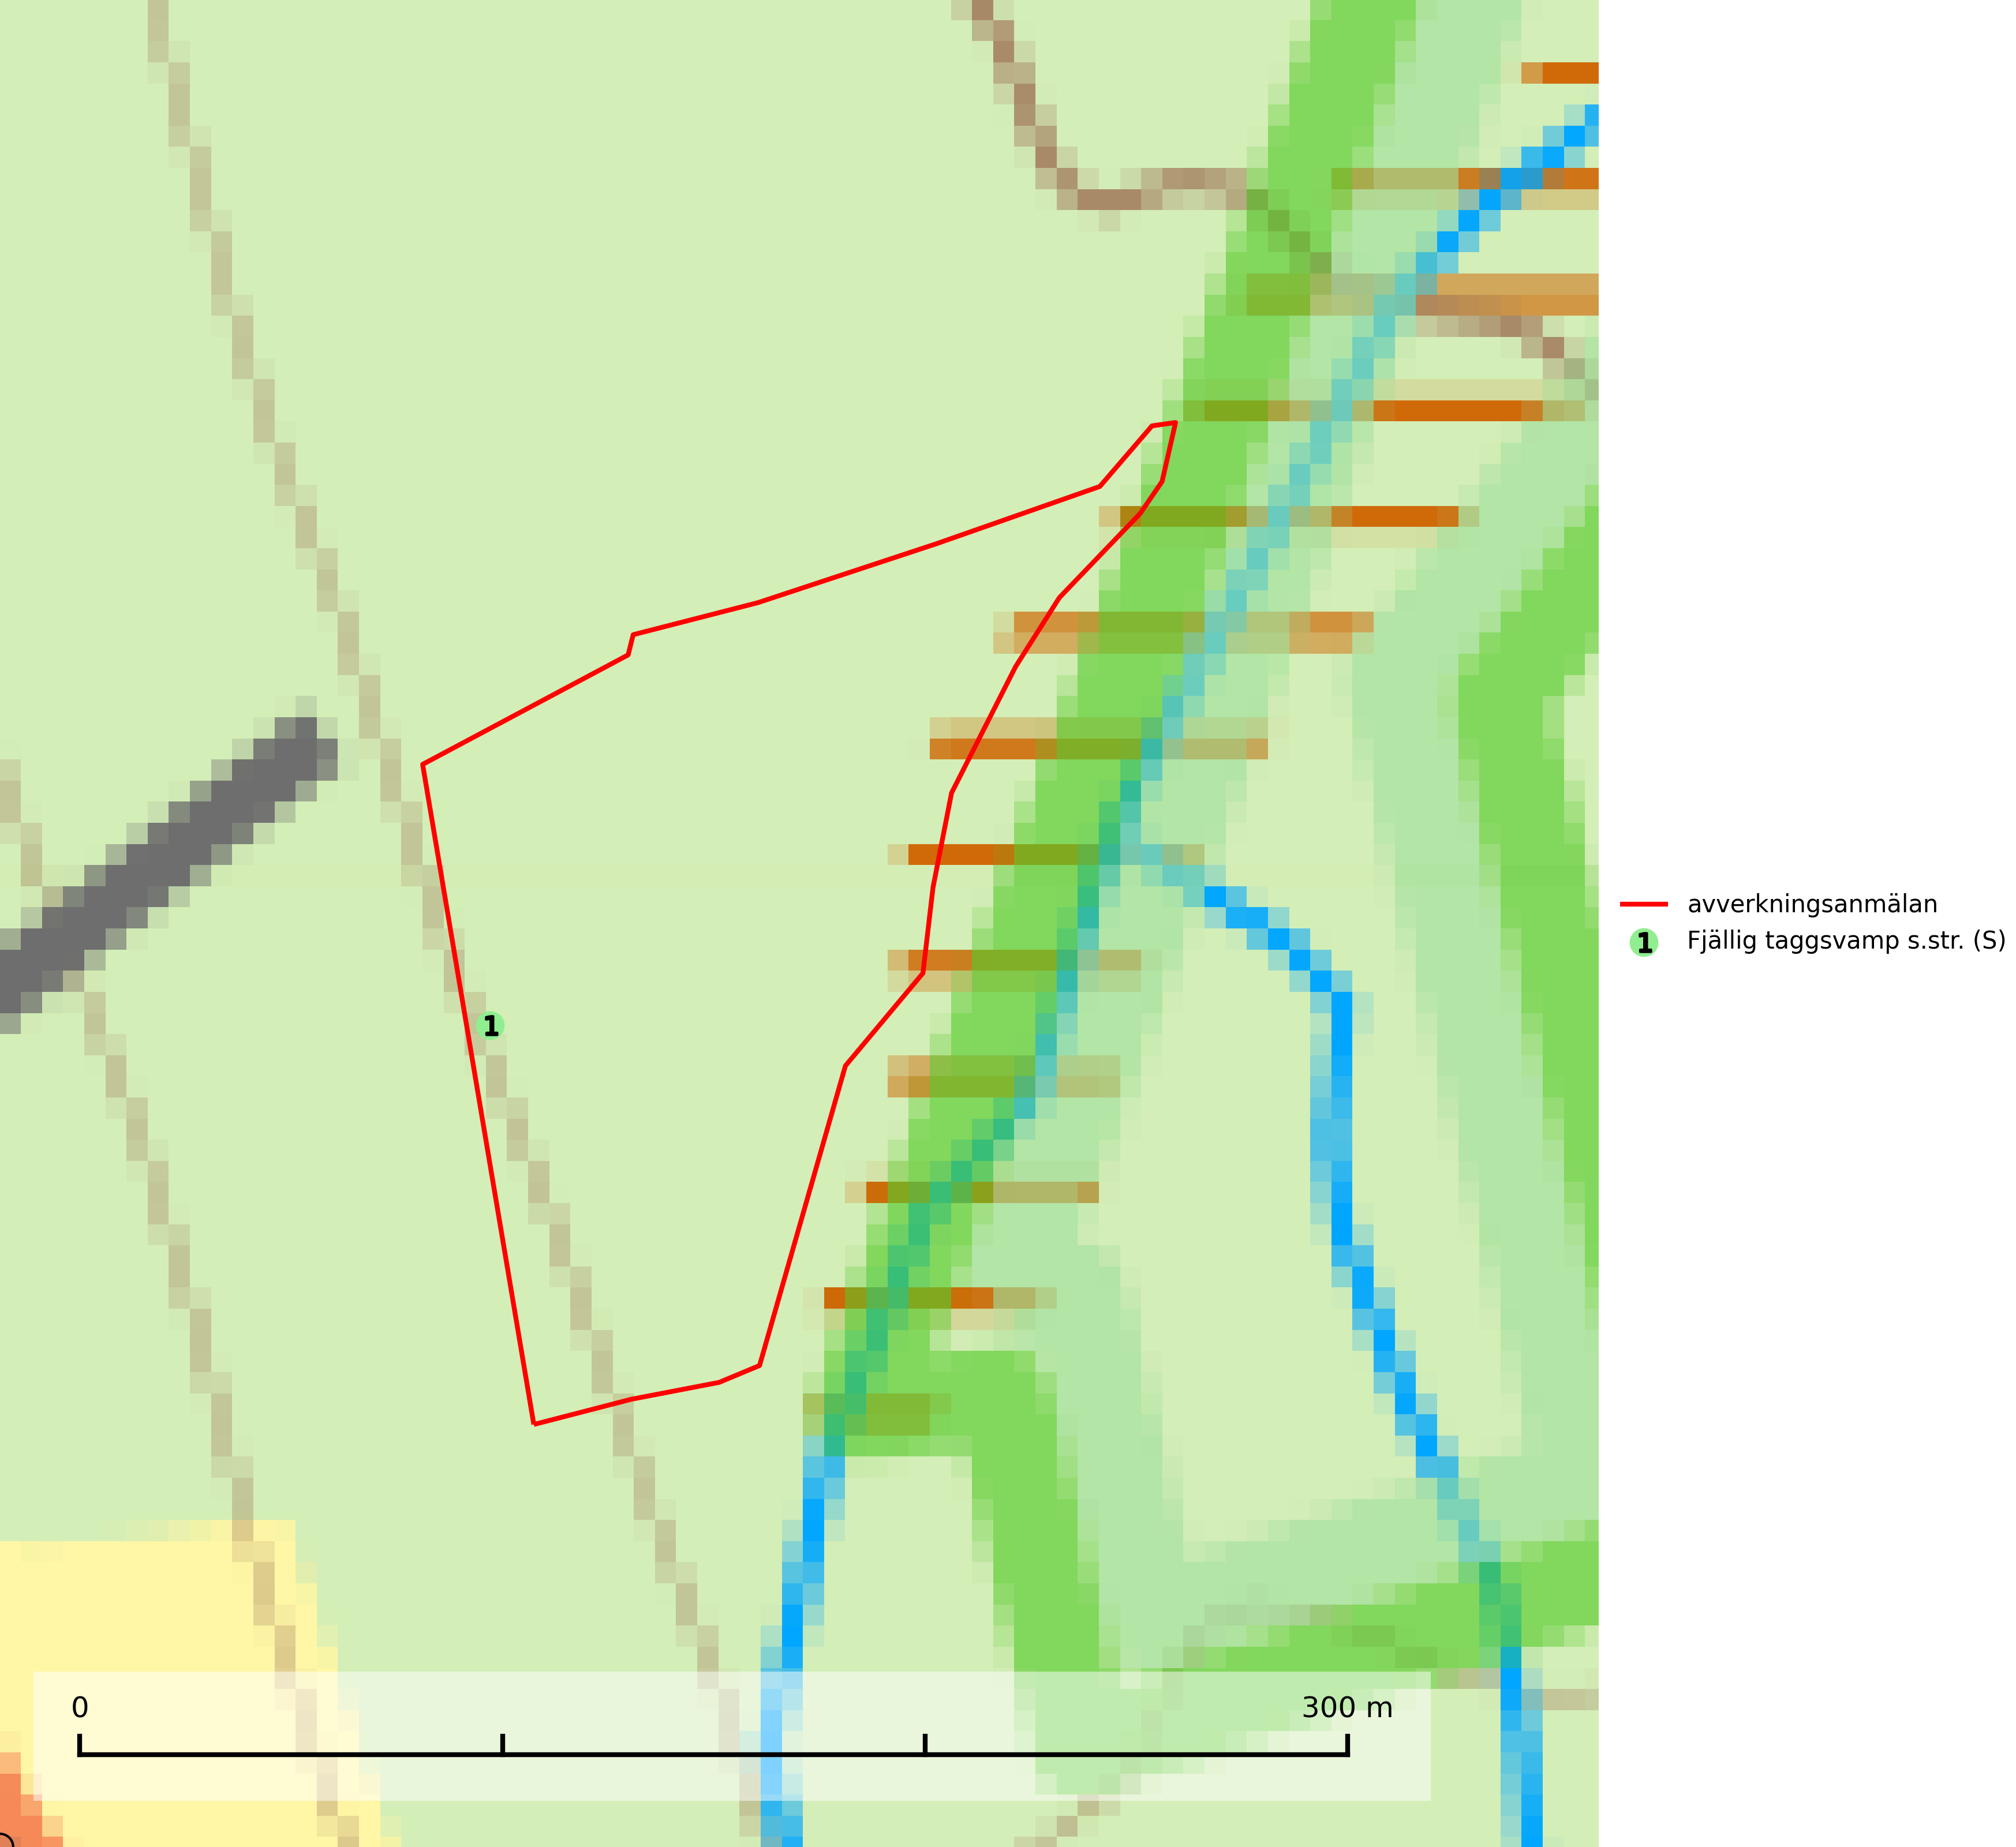 avverkningsanmälan
1 Fjällig taggsvamp s.str. (S)
1
0 300 m